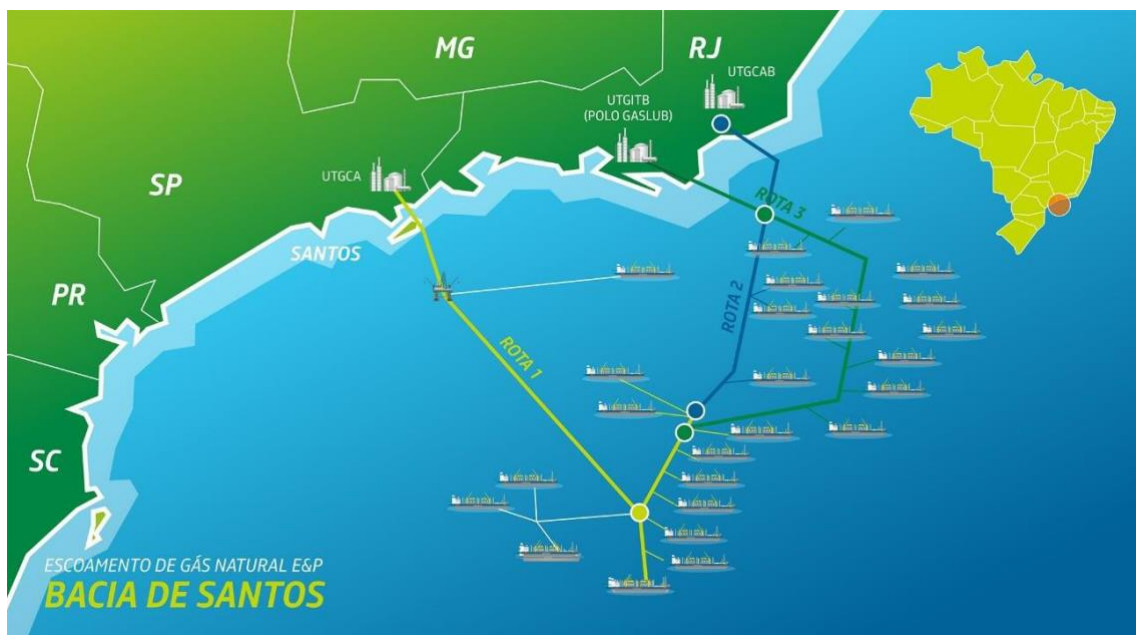 MG
RJ
UTGCAB
UTGITB
(POLO GASLUB)
UTGCA
SP
ROTA 3
SANTOS
PR
ROTA 2
ROTA 1
SC
ESCOAMENTO DE GÁS NATURAL E&P
BACIA DE SANTOS